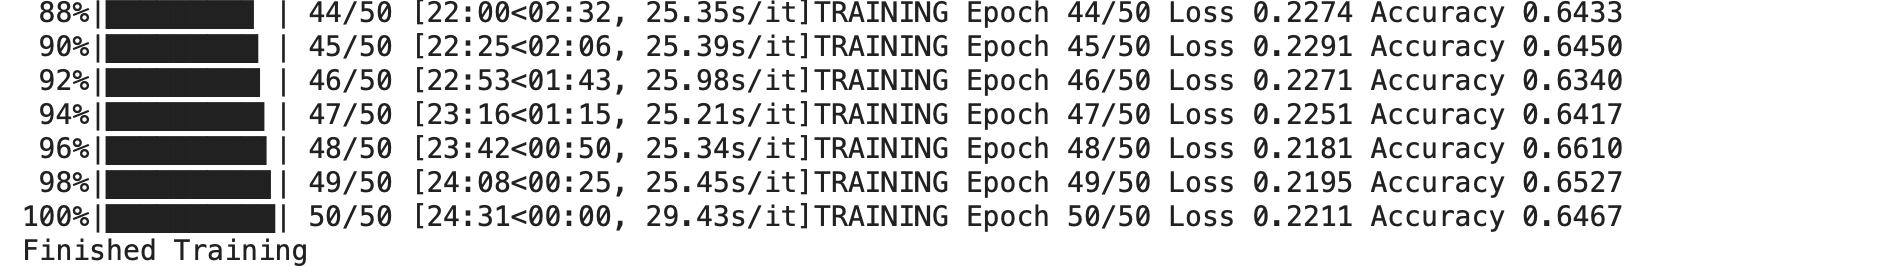 88%|████████▊ | 44/50 [22:00<02:32, 25.35s/it]TRAINING Epoch 44/50 Loss 0.2274 Accuracy 0.6433
90%|█████████ | 45/50 [22:25<02:06, 25.39s/it]TRAINING Epoch 45/50 Loss 0.2291 Accuracy 0.6450
92%|█████████▏| 46/50 [22:53<01:43, 25.98s/it]TRAINING Epoch 46/50 Loss 0.2271 Accuracy 0.6340
94%|█████████▍| 47/50 [23:16<01:15, 25.21s/it]TRAINING Epoch 47/50 Loss 0.2251 Accuracy 0.6417
96%|█████████▌| 48/50 [23:42<00:50, 25.34s/it]TRAINING Epoch 48/50 Loss 0.2181 Accuracy 0.6610
98%|█████████▊| 49/50 [24:08<00:25, 25.45s/it]TRAINING Epoch 49/50 Loss 0.2195 Accuracy 0.6527
100%|██████████| 50/50 [24:31<00:00, 29.43s/it]TRAINING Epoch 50/50 Loss 0.2211 Accuracy 0.6467
Finished Training